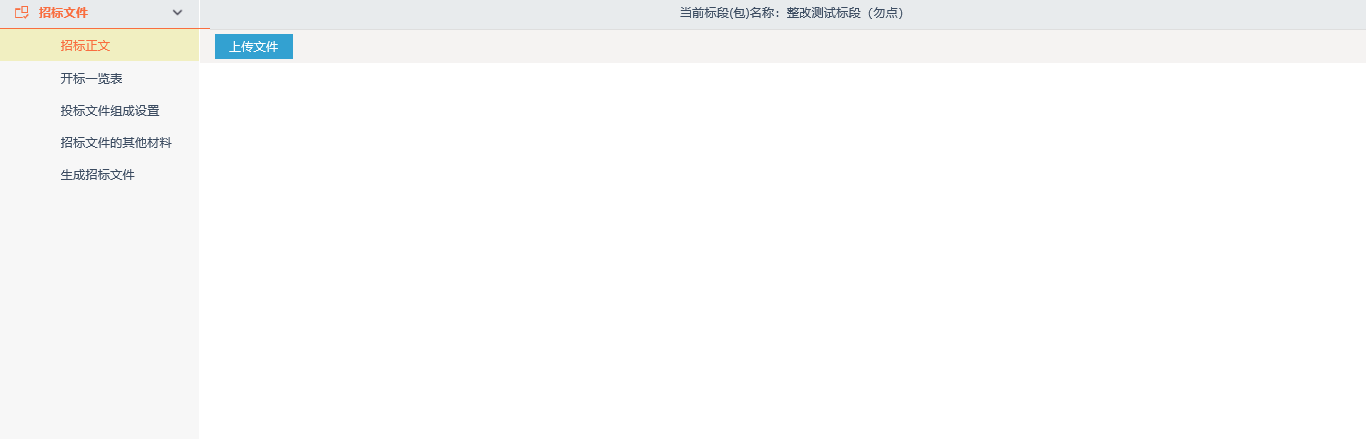 招标文件
当前标段(包)名称：整改测试标段（勿点）
招标正文
上传文件
开标一览表
投标文件组成设置
招标文件的其他材料
生成招标文件